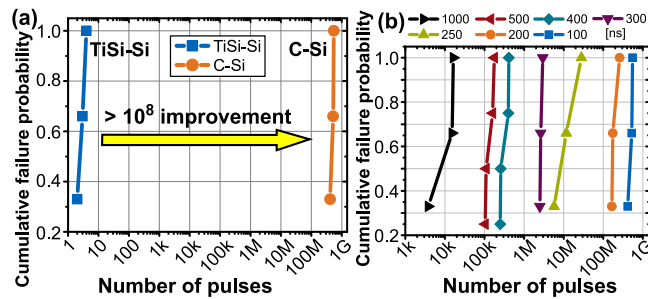 (a)
TiSi-Si
C-Si
TiSi-Si
C-Si
> 10⁸ improvement
Cumulative failure probability
1.0
0.8
0.6
0.4
0.2
1 10 100 1k 10k 100k 1M 10M 100M 1G
Number of pulses
(b)
1000 500 400 300
250 200 100 [ns]
Cumulative failure probability
1.0
0.8
0.6
0.4
0.2
1k 10k 100k 1M 10M 100M
Number of pulses